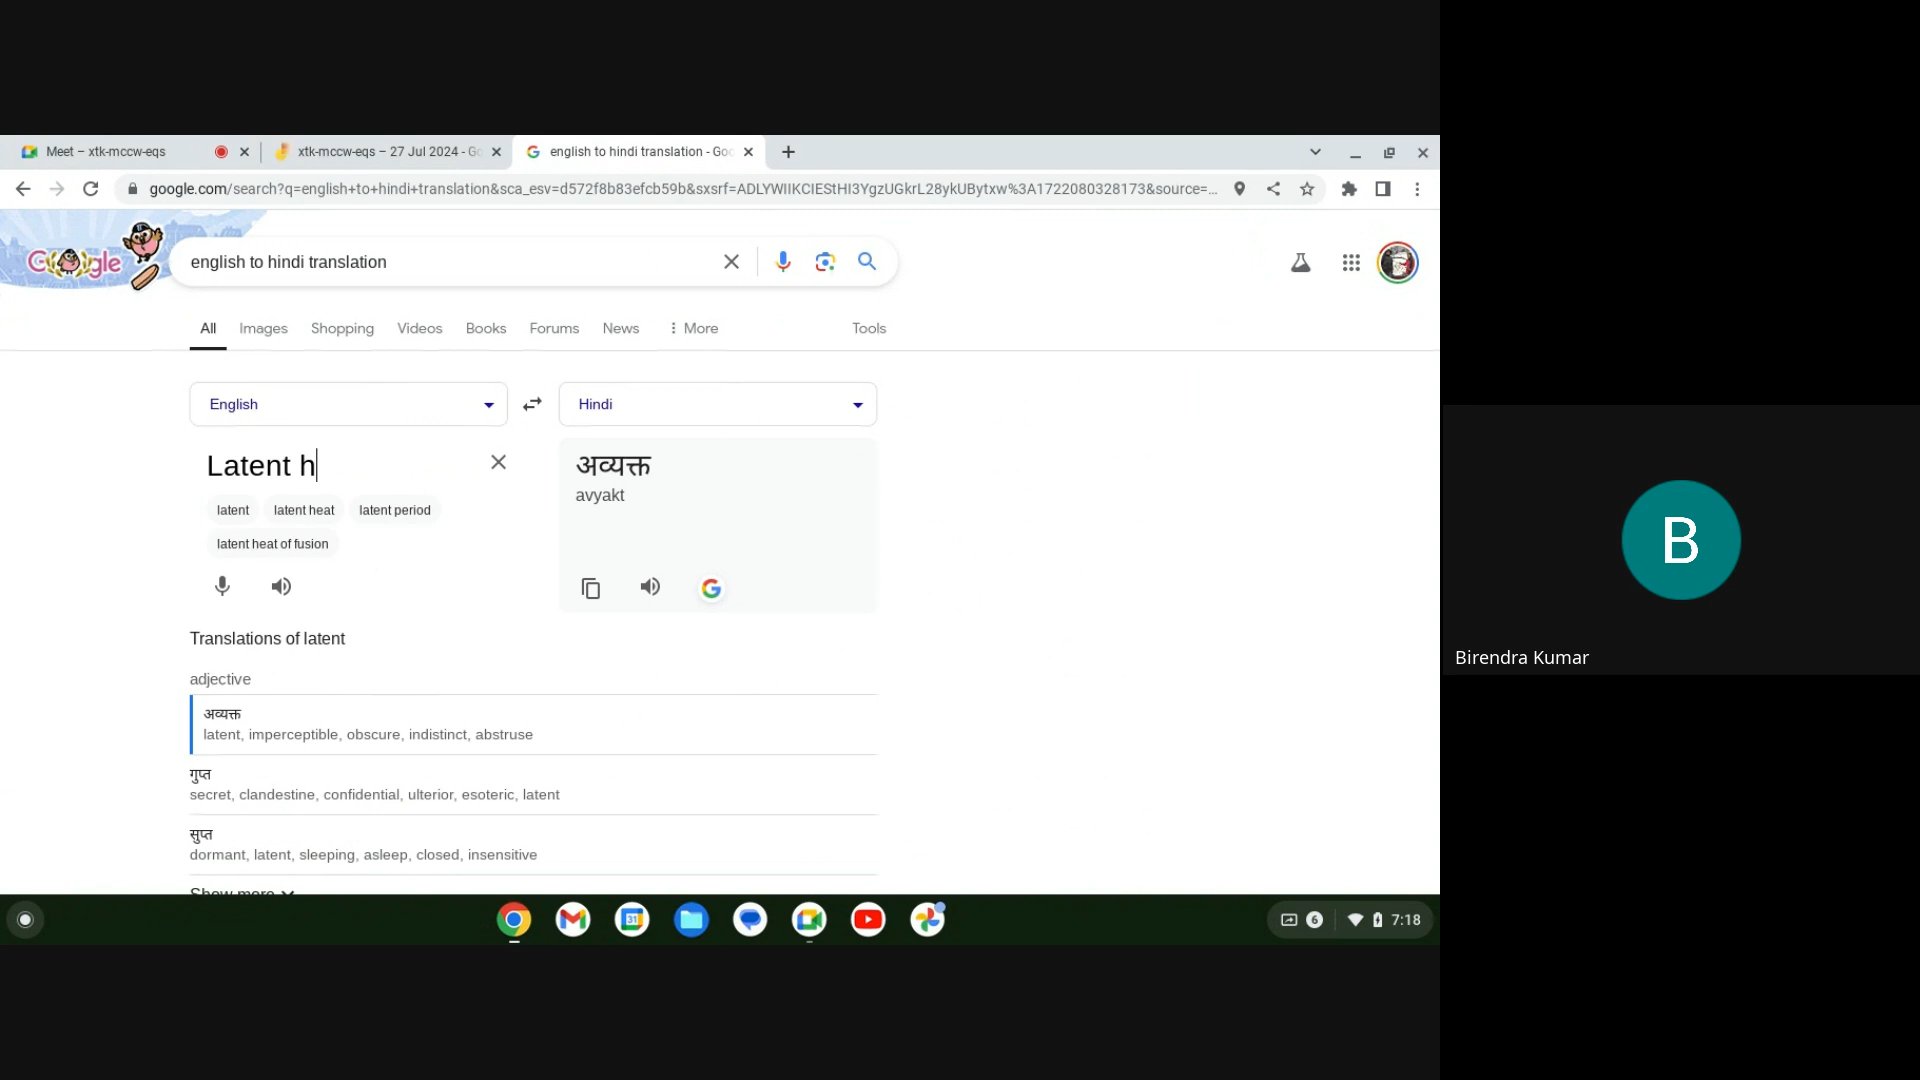 Meet – xtk-mccw-eqs
xtk-mccw-eqs – 27 Jul 2024 - Go
english to hindi translation - Goo
google.com/search?q=english+to+hindi+translation&sca_esv=d572f8b83efcb59b&sxsrf=ADLYWIIKCIEStHI3YgzUGkrL28ykUBytxw%3A1722080328173&source=...
english to hindi translation
All Images Shopping Videos Books Forums News More Tools
English Hindi
Latent h
अव्यक्त
avyakt
latent latent heat latent period
latent heat of fusion
Translations of latent
adjective
अव्यक्त
latent, imperceptible, obscure, indistinct, abstruse
गुप्त
secret, clandestine, confidential, ulterior, esoteric, latent
सुप्त
dormant, latent, sleeping, asleep, closed, insensitive
Show more
31
6 7:18
B
Birendra Kumar